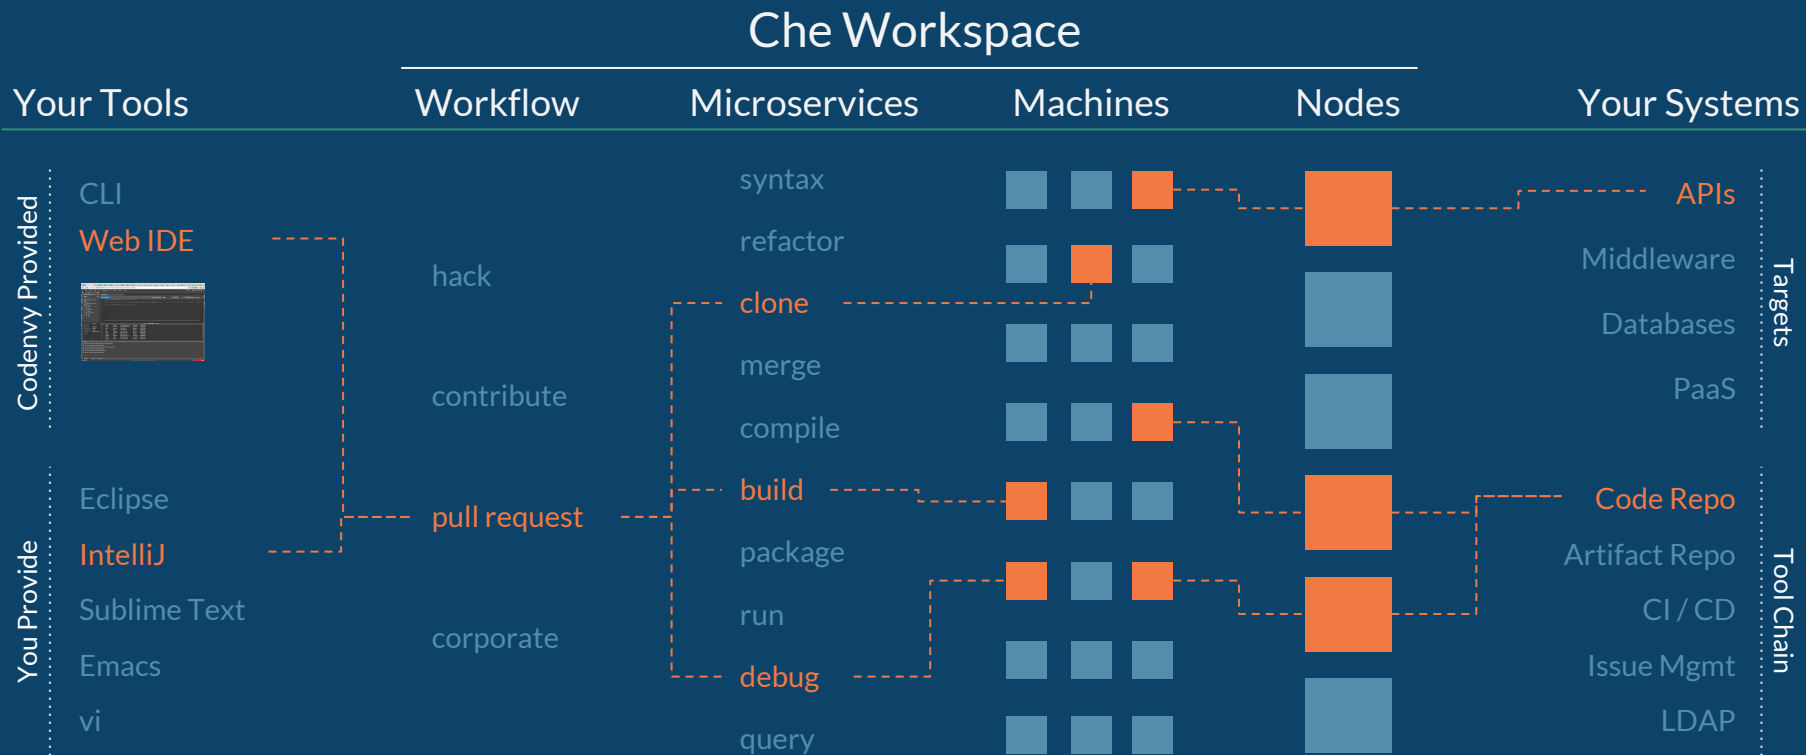 Che Workspace
Your Tools
Workflow
Microservices
Machines
Nodes
Your Systems
Codenvy Provided
CLI
Web IDE
You Provide
Eclipse
IntelliJ
Sublime Text
Emacs
vi
hack
contribute
pull request
corporate
syntax
refactor
clone
merge
compile
build
package
run
debug
query
APIs
Middleware
Databases
PaaS
Targets
Code Repo
Artifact Repo
CI / CD
Issue Mgmt
LDAP
Tool Chain